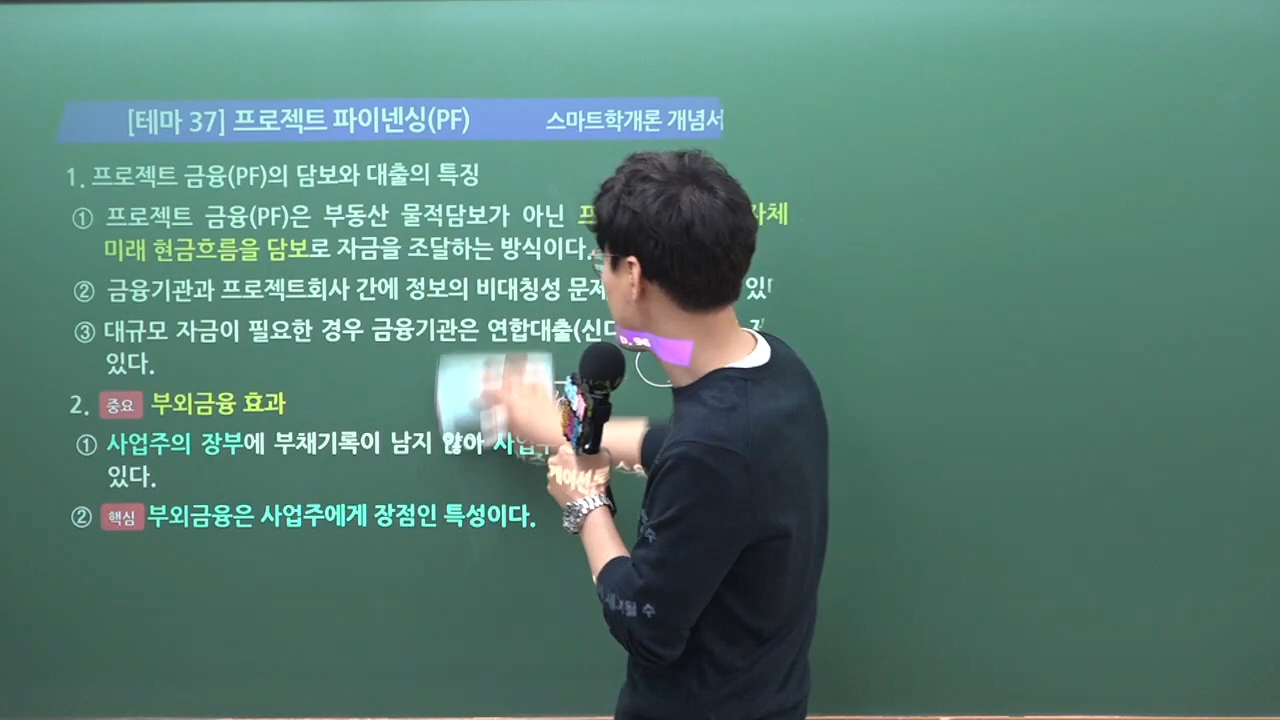 [테마 37] 프로젝트 파이넨싱(PF) 스마트학개론 개념서
p. 94
1. 프로젝트 금융(PF)의 담보와 대출의 특징
① 프로젝트 금융(PF)은 부동산 물적담보가 아닌
미래 현금흐름을 담보로 자금을 조달하는 방식이다.
② 금융기관과 프로젝트회사 간에 정보의 비대칭성
③ 대규모 자금이 필요한 경우 금융기관은
있다.
2. 중요 부외금융 효과
① 사업주의 장부에 부채기록이 남지 않아
있다.
② 핵심 부외금융은 사업주에게 장점인 특성이다.